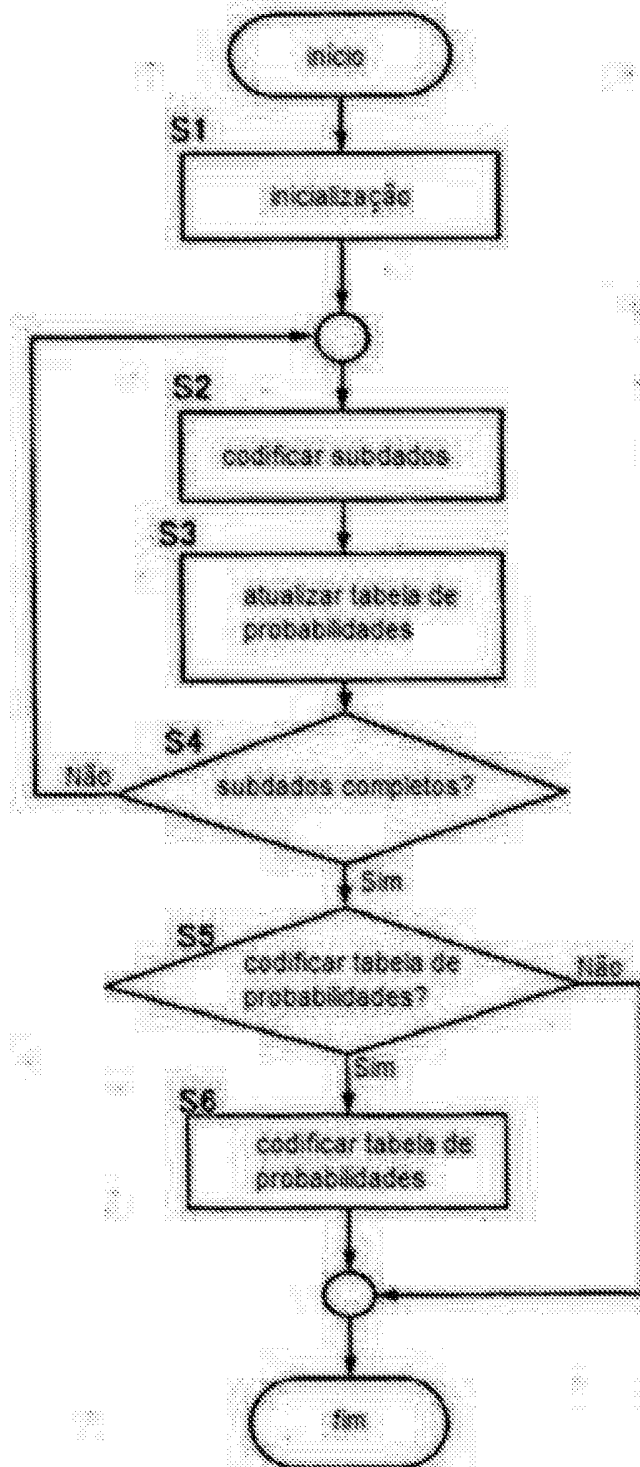 início
S1
inicialização
S2
codificar subdados
S3
atualizar tabela de
probabilidades
S4
Não
subdados completos?
Sim
S5
codificar tabela de
probabilidades?
Não
Sim
S6
codificar tabela de
probabilidades
fim